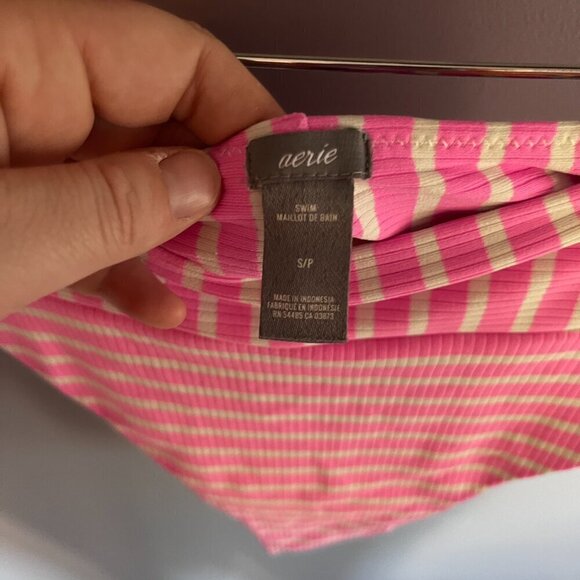 aerie
SWIM
MAILLOT DE BAIN
S/P
MADE IN INDONESIA
FABRIQUÉ EN INDONÉSIE
RN 54485 CA 03873